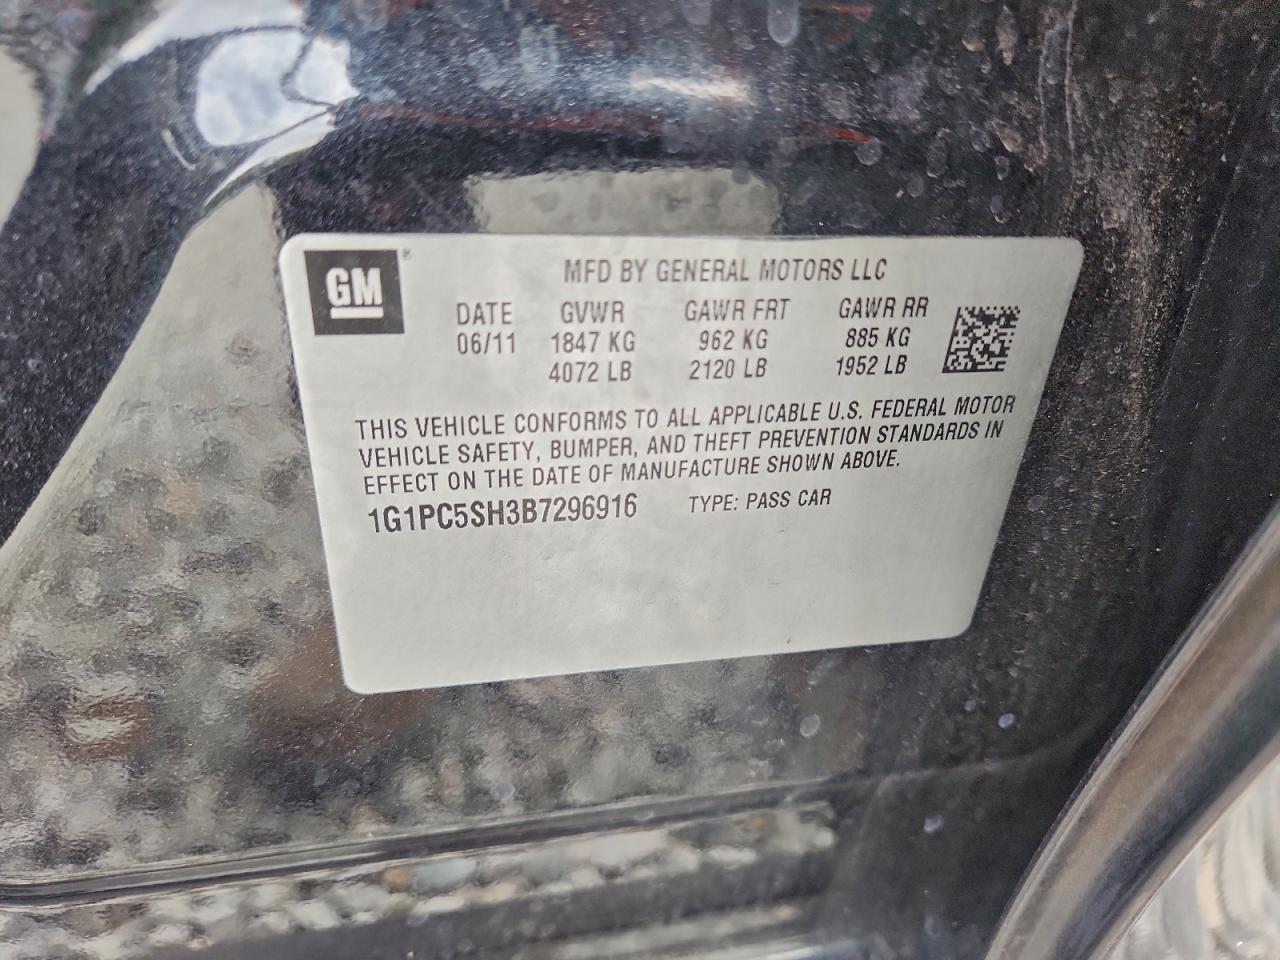 GM®
MFD BY GENERAL MOTORS LLC
DATE GVWR GAWR FRT GAWR RR
06/11 1847 KG 962 KG 885 KG
4072 LB 2120 LB 1952 LB
THIS VEHICLE CONFORMS TO ALL APPLICABLE U.S. FEDERAL MOTOR
VEHICLE SAFETY, BUMPER, AND THEFT PREVENTION STANDARDS IN
EFFECT ON THE DATE OF MANUFACTURE SHOWN ABOVE.
1G1PC5SH3B7296916 TYPE: PASS CAR